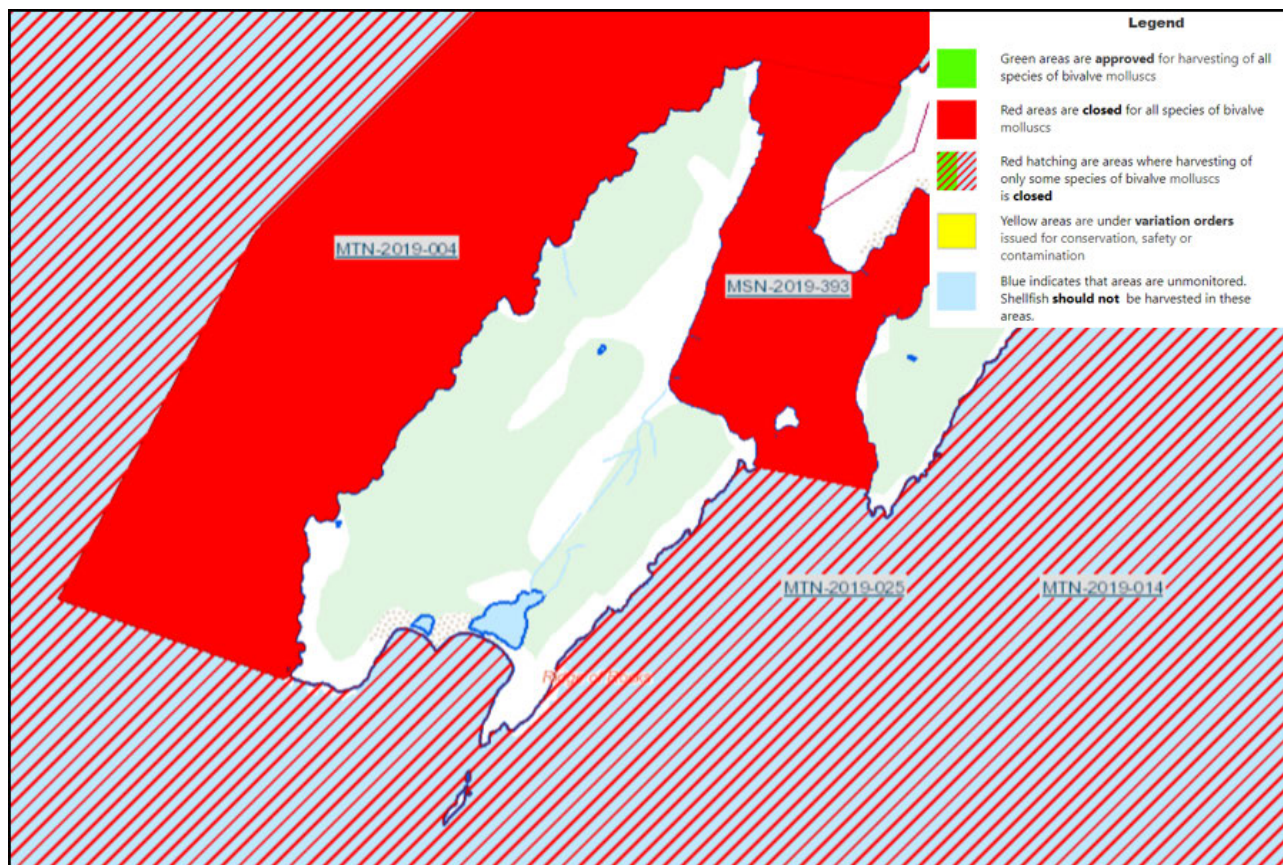 Legend
Green areas are approved for harvesting of all
species of bivalve molluscs
Red areas are closed for all species of bivalve
molluscs
Red hatching are areas where harvesting of
only some species of bivalve molluscs
is closed
Yellow areas are under variation orders
issued for conservation, safety or
contamination
Blue indicates that areas are unmonitored.
Shellfish should not be harvested in these
areas.
MTN-2019-004
MSN-2019-393
MTN-2019-025
MTN-2019-014
Ridge of Rocks